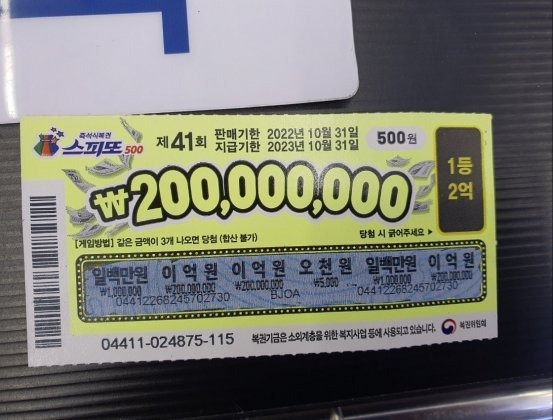 즉석식복권
스피또500
제41회
판매기한 2022년 10월 31일
지급기한 2023년 10월 31일
500원
₩200,000,000
1등
2억
[게임방법] 같은 금액이 3개 나오면 당첨 (합산 불가)
당첨 시 긁어주세요
일백만원 이억원 이억원 오천원 일백만원 이억원
₩1,000,000 ₩200,000,000 ₩200,000,000 ₩5,000 ₩1,000,000 ₩200,000,000
04412268245702730 BJOA 04412268245702730
04411-024875-115
복권기금은 소외계층을 위한 복지사업 등에 사용되고 있습니다.
복권위원회